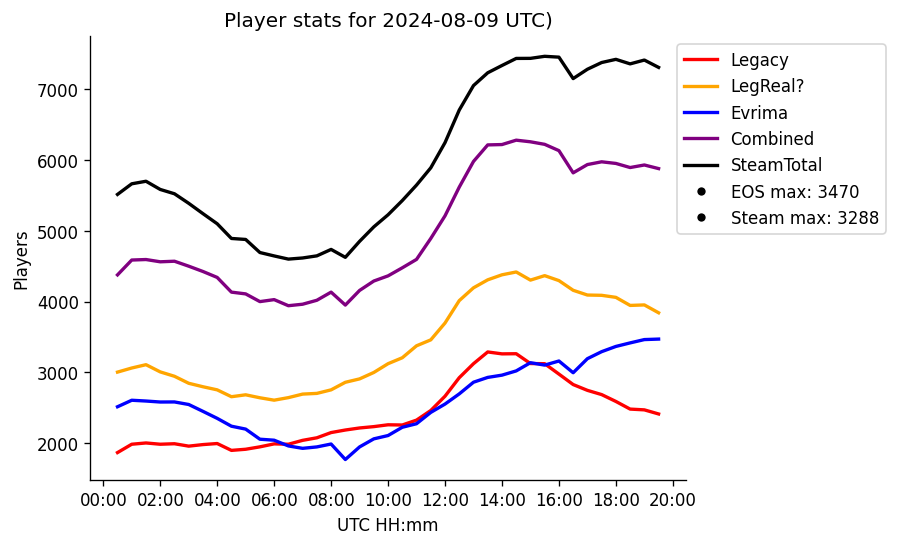 Player stats for 2024-08-09 UTC)
Legacy
LegReal?
Evrima
Combined
SteamTotal
EOS max: 3470
Steam max: 3288
Players
7000
6000
5000
4000
3000
2000
00:00 02:00 04:00 06:00 08:00 10:00 12:00 14:00 16:00 18:00 20:00
UTC HH:mm